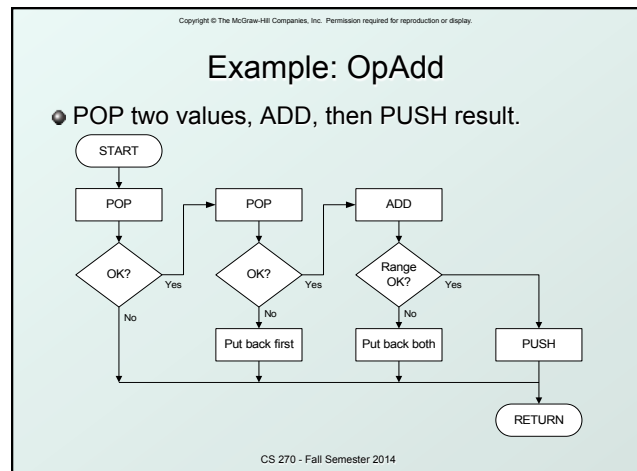 Copyright © The McGraw-Hill Companies, Inc.  Permission required for reproduction or display.
Example: OpAdd
POP two values, ADD, then PUSH result.
START
POP
POP
ADD
OK?
Yes
No
OK?
Yes
No
Range
OK?
Yes
No
Put back first
Put back both
PUSH
RETURN
CS 270 - Fall Semester 2014